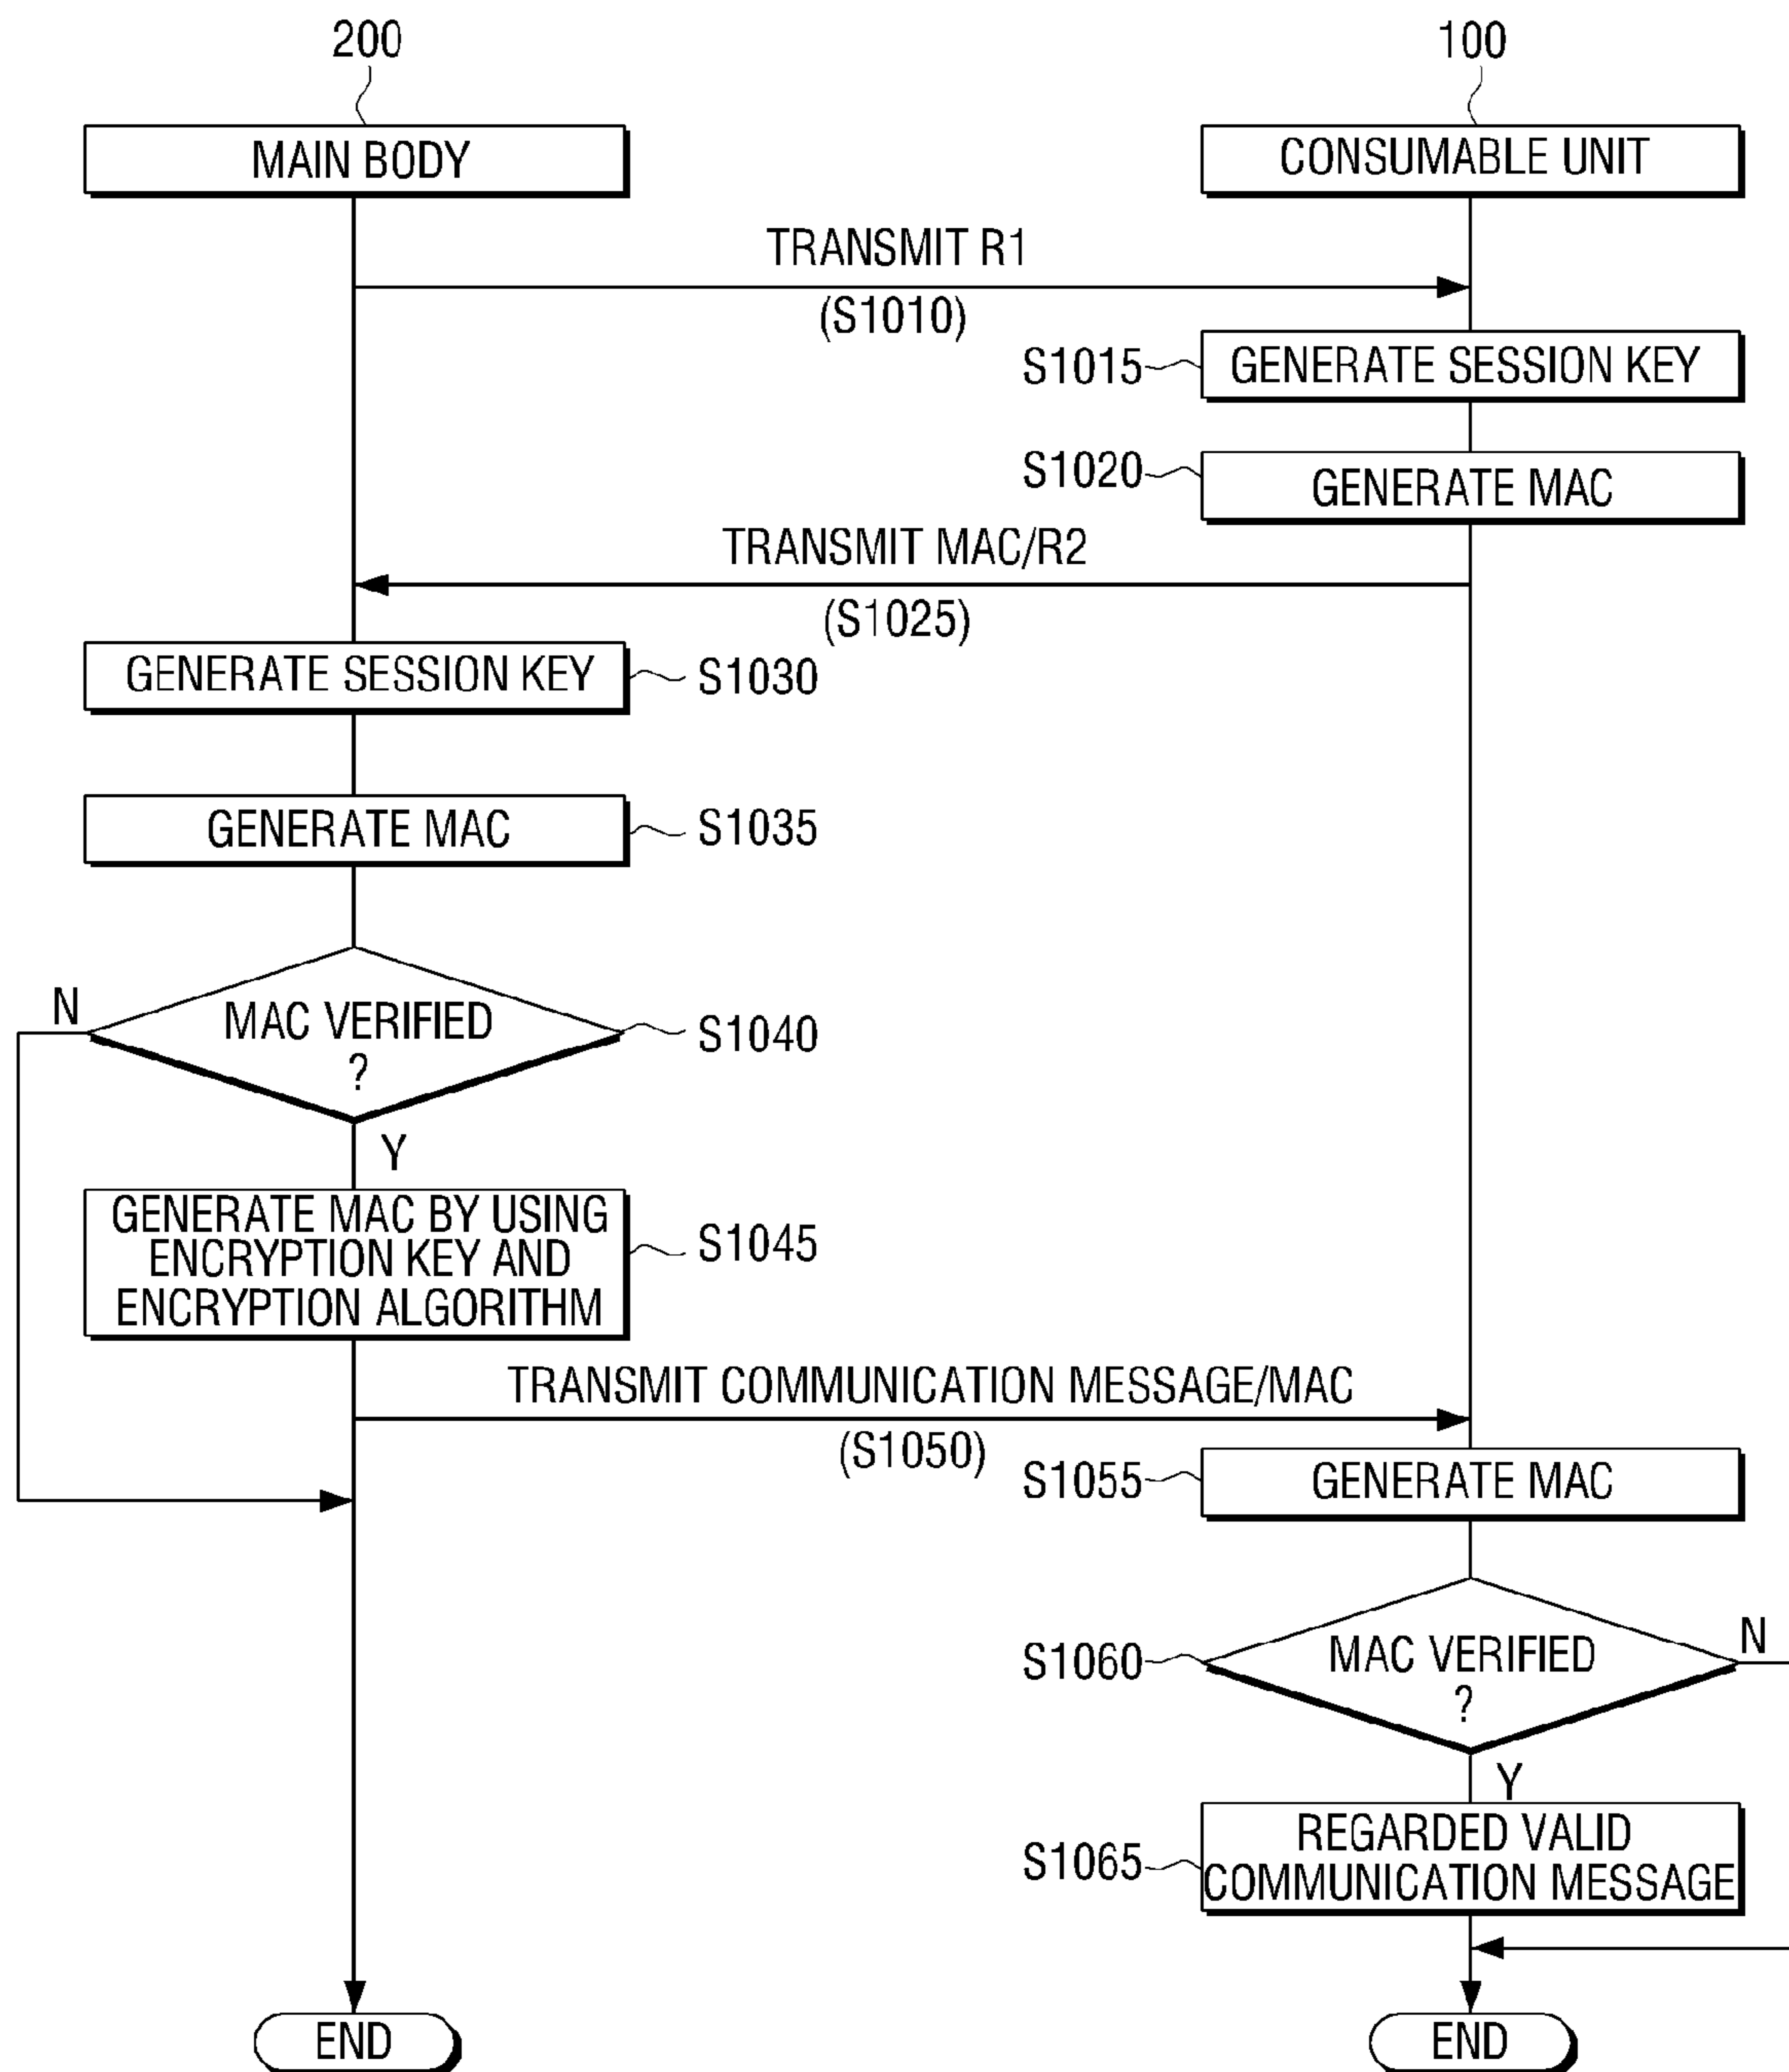 200
100
MAIN BODY
CONSUMABLE UNIT
TRANSMIT R1
(S1010)
S1015
GENERATE SESSION KEY
S1020
GENERATE MAC
TRANSMIT MAC/R2
(S1025)
GENERATE SESSION KEY
S1030
GENERATE MAC
S1035
N
MAC VERIFIED
?
S1040
Y
GENERATE MAC BY USING
ENCRYPTION KEY AND
ENCRYPTION ALGORITHM
S1045
TRANSMIT COMMUNICATION MESSAGE/MAC
(S1050)
S1055
GENERATE MAC
S1060
MAC VERIFIED
?
N
Y
S1065
REGARDED VALID
COMMUNICATION MESSAGE
END
END